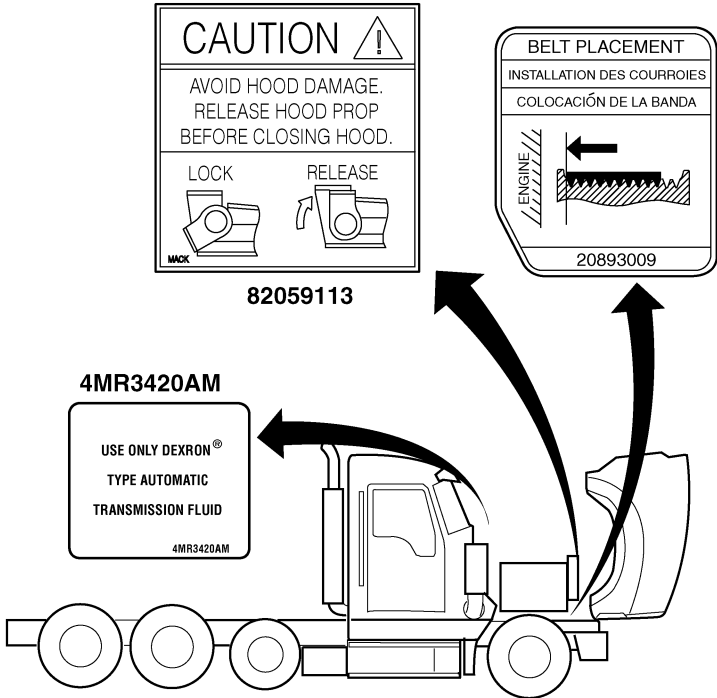 CAUTION
AVOID HOOD DAMAGE.
RELEASE HOOD PROP
BEFORE CLOSING HOOD.
LOCK RELEASE
MACK
82059113
BELT PLACEMENT
INSTALLATION DES COURROIES
COLOCACIÓN DE LA BANDA
ENGINE
20893009
4MR3420AM
USE ONLY DEXRON®
TYPE AUTOMATIC
TRANSMISSION FLUID
4MR3420AM